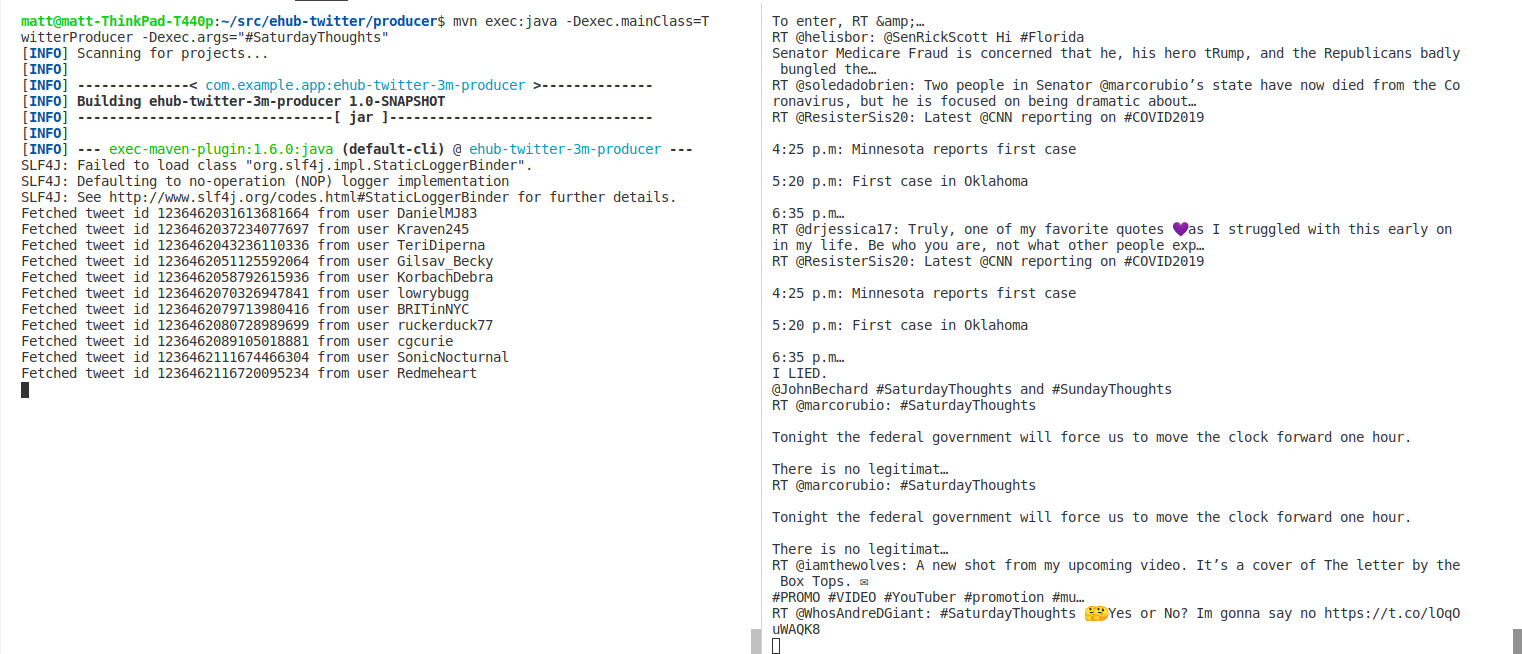 matt@matt-ThinkPad-T440p:~/src/ehub-twitter/producer$ mvn exec:java -Dexec.mainClass=T
witterProducer -Dexec.args="#SaturdayThoughts"
[INFO] Scanning for projects...
[INFO]
[INFO] --------------< com.example.app:ehub-twitter-3m-producer >--------------
[INFO] Building ehub-twitter-3m-producer 1.0-SNAPSHOT
[INFO] --------------------------------[ jar ]---------------------------------
[INFO]
[INFO] --- exec-maven-plugin:1.6.0:java (default-cli) @ ehub-twitter-3m-producer ---
SLF4J: Failed to load class "org.slf4j.impl.StaticLoggerBinder".
SLF4J: Defaulting to no-operation (NOP) logger implementation
SLF4J: See http://www.slf4j.org/codes.html#StaticLoggerBinder for further details.
Fetched tweet id 1236462031613681664 from user DanielMJ83
Fetched tweet id 1236462037234077697 from user Kraven245
Fetched tweet id 1236462043236110336 from user TeriDiperna
Fetched tweet id 1236462051125592064 from user Gilsav_Becky
Fetched tweet id 1236462058792615936 from user KorbachDebra
Fetched tweet id 1236462070326947841 from user lowrybugg
Fetched tweet id 1236462079713980416 from user BRITinNYC
Fetched tweet id 1236462080728989699 from user ruckerduck77
Fetched tweet id 1236462089105018881 from user cgcurie
Fetched tweet id 1236462111674466304 from user SonicNocturnal
Fetched tweet id 1236462116720095234 from user Redmeheart
To enter, RT &amp;…
RT @helisbor: @SenRickScott Hi #Florida
Senator Medicare Fraud is concerned that he, his hero tRump, and the Republicans badly
bungled the…
RT @soledadobrien: Two people in Senator @marcorubio’s state have now died from the Co
ronavirus, but he is focused on being dramatic about…
RT @ResisterSis20: Latest @CNN reporting on #COVID2019
4:25 p.m: Minnesota reports first case
5:20 p.m: First case in Oklahoma
6:35 p.m…
RT @drjessica17: Truly, one of my favorite quotes 💜as I struggled with this early on
in my life. Be who you are, not what other people exp…
RT @ResisterSis20: Latest @CNN reporting on #COVID2019
4:25 p.m: Minnesota reports first case
5:20 p.m: First case in Oklahoma
6:35 p.m…
I LIED.
@JohnBechard #SaturdayThoughts and #SundayThoughts
RT @marcorubio: #SaturdayThoughts
Tonight the federal government will force us to move the clock forward one hour.
There is no legitimat…
RT @marcorubio: #SaturdayThoughts
Tonight the federal government will force us to move the clock forward one hour.
There is no legitimat…
RT @iamthewolves: A new shot from my upcoming video. It’s a cover of The letter by the
Box Tops. ✉
#PROMO #VIDEO #YouTuber #promotion #mu…
RT @WhosAndreDGiant: #SaturdayThoughts 🤔🤔Yes or No? Im gonna say no https://t.co/lOqO
uWAQK8